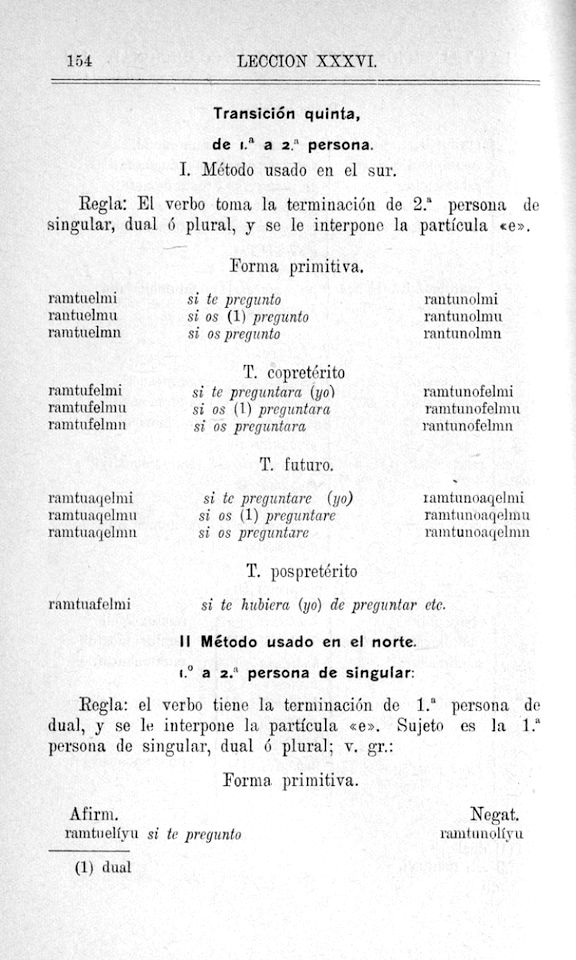 154 LECCION XXXVI.
Transición quinta,
de 1.ª a 2.ª persona.
I. Método usado en el sur.
Regla: El verbo toma la terminación de 2.ª persona de
singular, dual ó plural, y se le interpone la partícula «e».
Forma primitiva.
ramtuelmi si te pregunto rantunolmi
rantuelmu si os (1) pregunto rantunolmu
ramtuelmn si os pregunto rantunolmn
T. copretérito
ramtufelmi si te preguntara (yo) ramtunofelmi
ramtufelmu si os (1) preguntara ramtunofelmu
ramtufelmn si os preguntara rantunofelmn
T. futuro.
ramtuaqelmi si te preguntare (yo) ramtunoaqelmi
ramtuaqelmu si os (1) preguntare ramtunoaqelmu
ramtuaqelmn si os preguntare ramtunoaqelmn
T. pospretérito
ramtuafelmi si te hubiera (yo) de preguntar etc.
II Método usado en el norte.
1.º a 2.ª persona de singular:
Regla: el verbo tiene la terminación de 1.ª persona de
dual, y se le interpone la partícula «e». Sujeto es la 1.ª
persona de singular, dual ó plural; v. gr.:
Forma primitiva.
Afirm. Negat.
ramtuelíyu si te pregunto ramtunolíyu
(1) dual